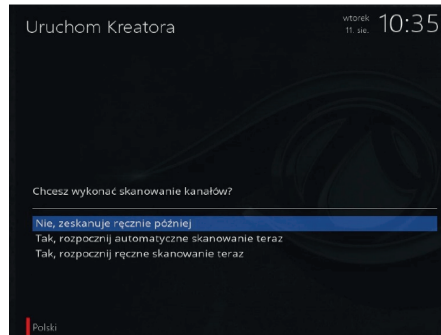 Uruchom Kreatora
wtorek
11. sie.
10:35
Chcesz wykonać skanowanie kanałów?
Nie, zeskanuje ręcznie później
Tak, rozpocznij automatyczne skanowanie teraz
Tak, rozpocznij ręczne skanowanie teraz
Polski